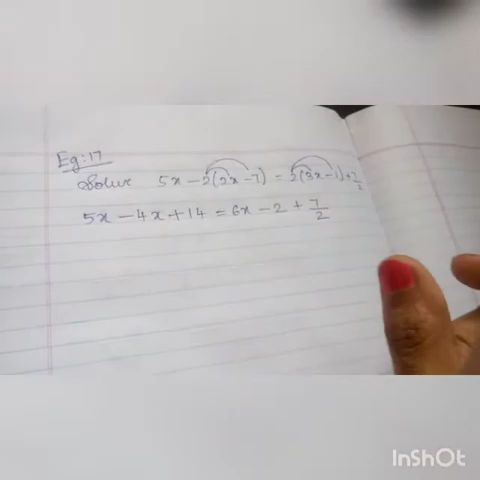 Eg:17
Solve 5x - 2(2x - 7) = 2(3x - 1) + 7/2
5x - 4x + 14 = 6x - 2 + 7/2
InShOt